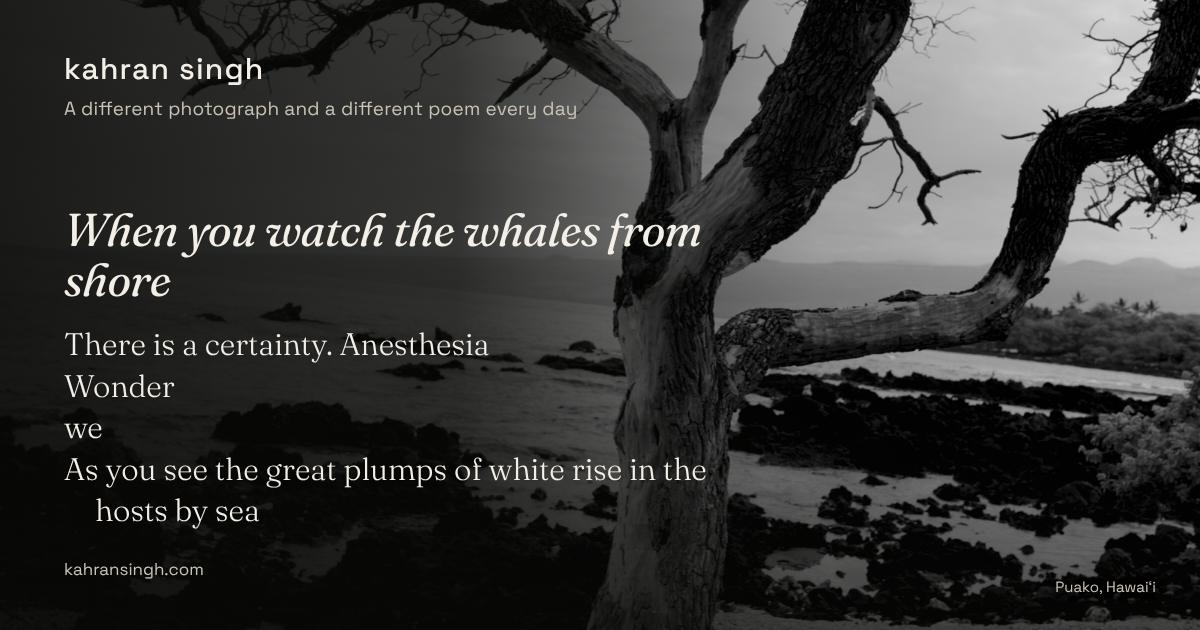 kahran singh
A different photograph and a different poem every day
When you watch the whales from
shore
There is a certainty. Anesthesia
Wonder
we
As you see the great plumps of white rise in the
hosts by sea
kahransingh.com
Puako, Hawaiʻi